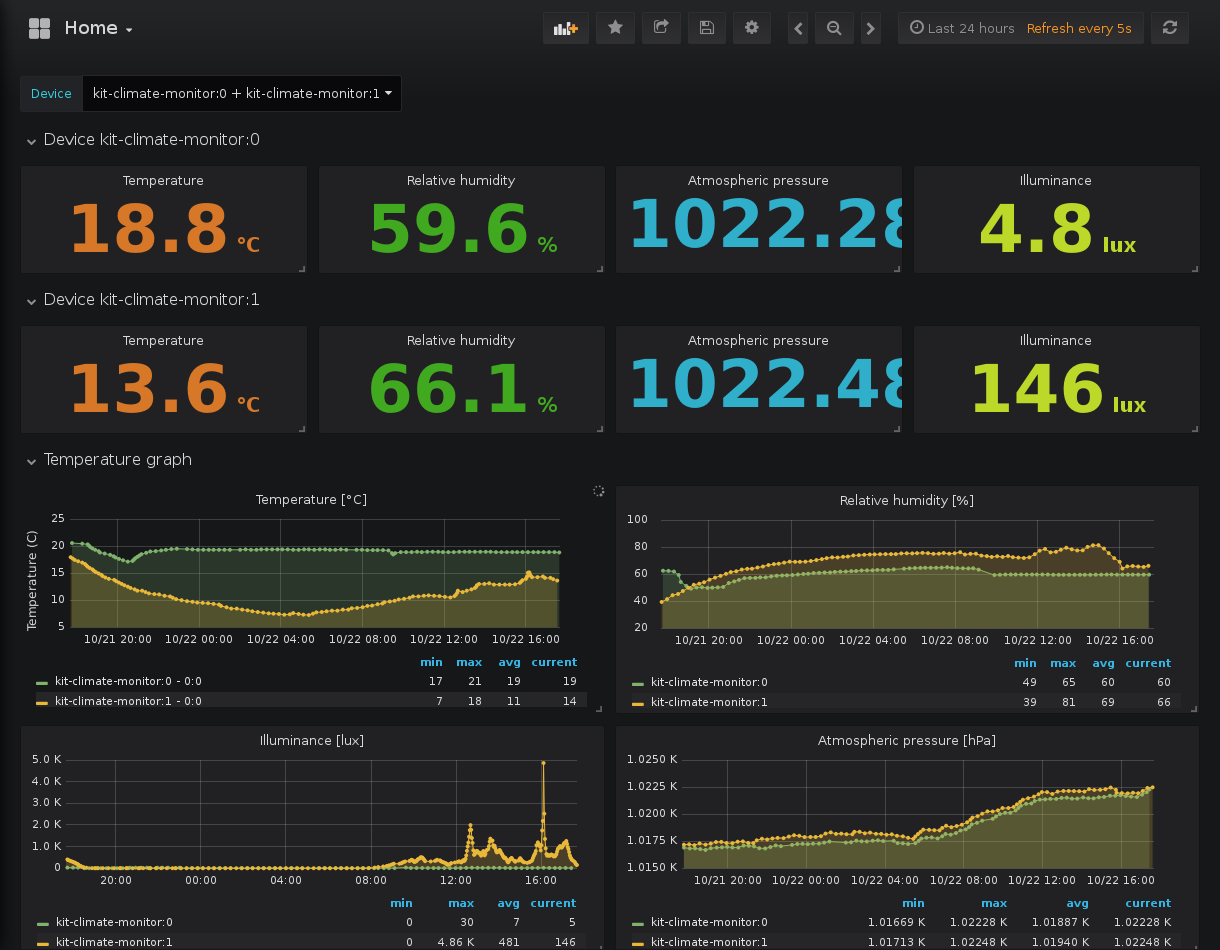 Home
Last 24 hours Refresh every 5s
Device kit-climate-monitor:0 + kit-climate-monitor:1
Device kit-climate-monitor:0
Temperature Relative humidity Atmospheric pressure Illuminance
18.8 °C 59.6 % 1022.28 4.8 lux
Device kit-climate-monitor:1
Temperature Relative humidity Atmospheric pressure Illuminance
13.6 °C 66.1 % 1022.48 146 lux
Temperature graph
Temperature [°C]
Temperature (C)
25
20
15
10
5
10/21 20:00 10/22 00:00 10/22 04:00 10/22 08:00 10/22 12:00 10/22 16:00
min max avg current
kit-climate-monitor:0 - 0:0 17 21 19 19
kit-climate-monitor:1 - 0:0 7 18 11 14
Relative humidity [%]
100
80
60
40
20
10/21 20:00 10/22 00:00 10/22 04:00 10/22 08:00 10/22 12:00 10/22 16:00
min max avg current
kit-climate-monitor:0 49 65 60 60
kit-climate-monitor:1 39 81 69 66
Illuminance [lux]
5.0 K
4.0 K
3.0 K
2.0 K
1.0 K
0
20:00 00:00 04:00 08:00 12:00 16:00
min max avg current
kit-climate-monitor:0 0 30 7 5
kit-climate-monitor:1 0 4.86 K 481 146
Atmospheric pressure [hPa]
1.0250 K
1.0225 K
1.0200 K
1.0175 K
1.0150 K
10/21 20:00 10/22 00:00 10/22 04:00 10/22 08:00 10/22 12:00 10/22 16:00
min max avg current
kit-climate-monitor:0 1.01669 K 1.02228 K 1.01887 K 1.02228 K
kit-climate-monitor:1 1.01713 K 1.02248 K 1.01940 K 1.02248 K